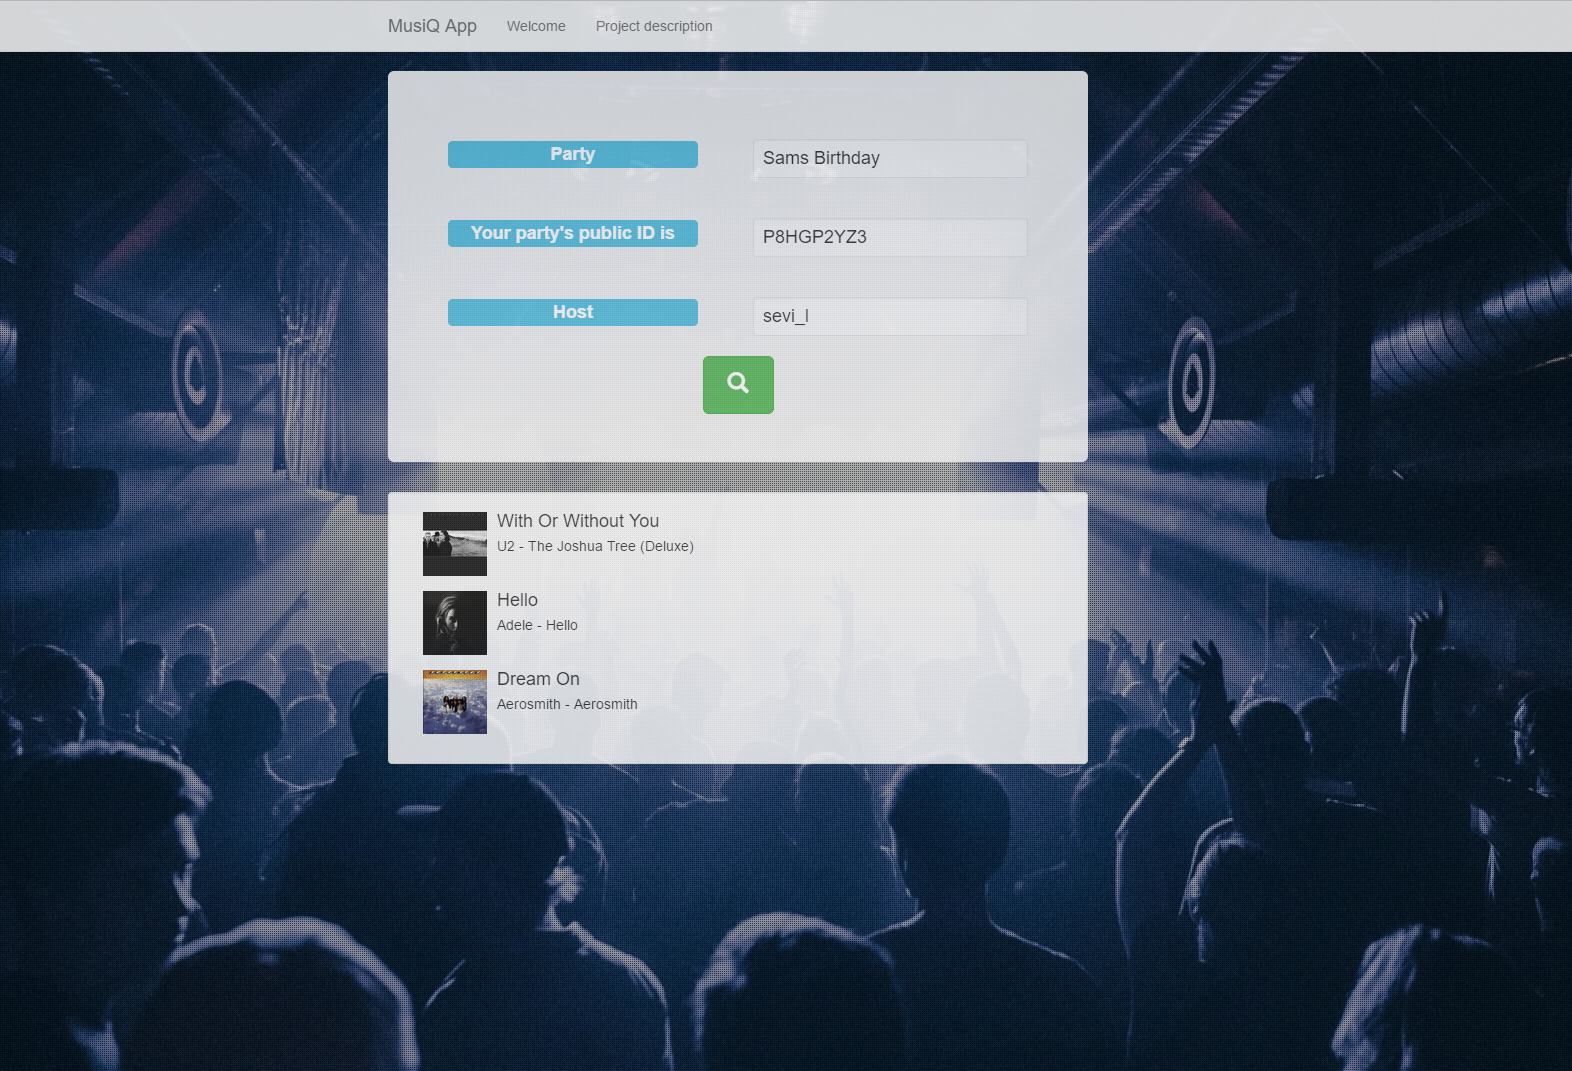 MusiQ App Welcome Project description
Party Sams Birthday
Your party's public ID is P8HGP2YZ3
Host sevi_l
With Or Without You
U2 - The Joshua Tree (Deluxe)
Hello
Adele - Hello
Dream On
Aerosmith - Aerosmith